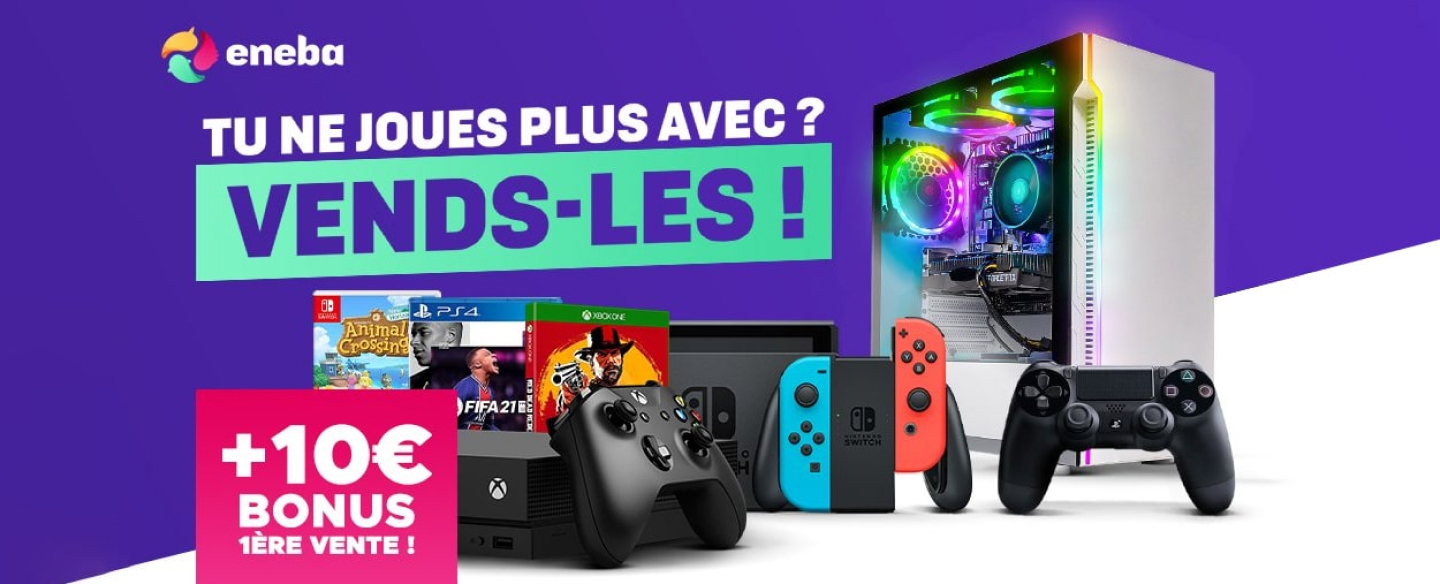 eneba
TU NE JOUES PLUS AVEC ?
VENDS-LES !
Animal
Crossing
PS4
XBOX ONE
FIFA 21
NINTENDO
SWITCH
+10€
BONUS
1ÈRE VENTE !